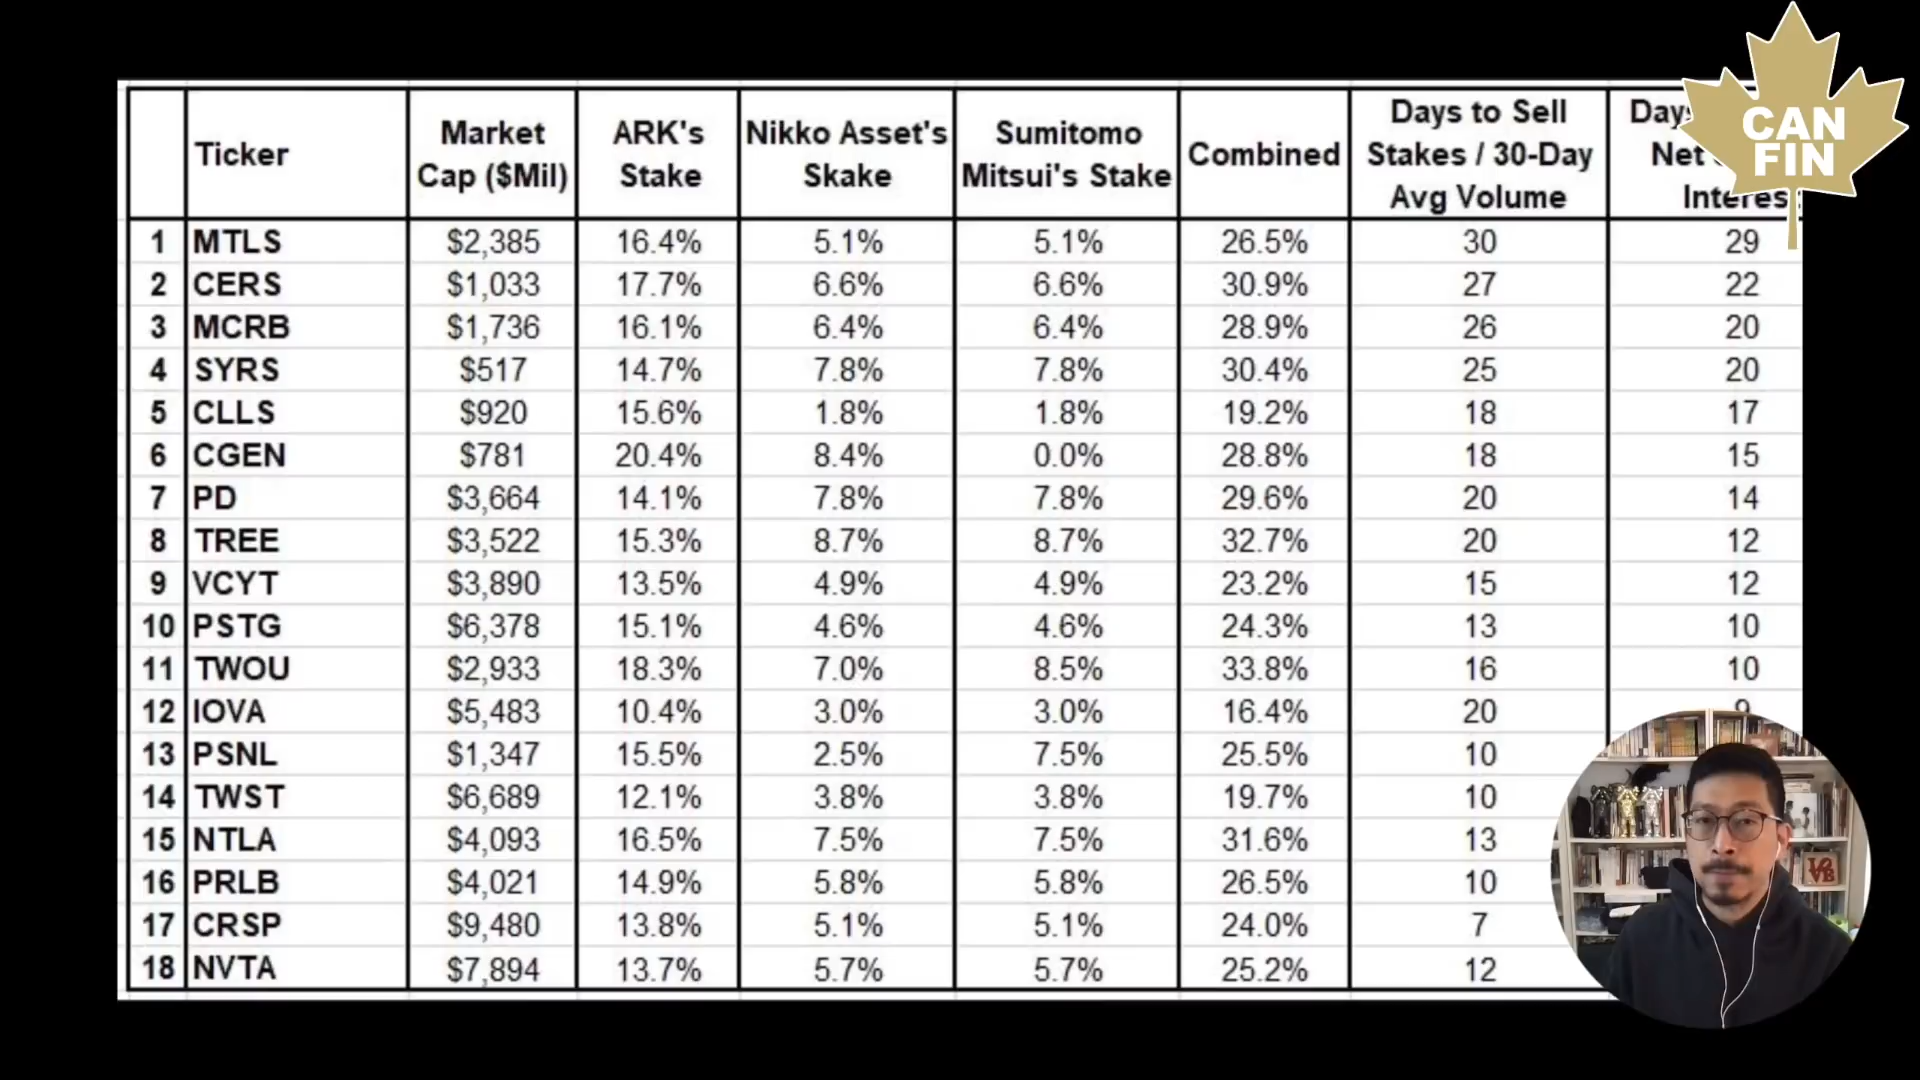 Ticker
Market Cap ($Mil)
ARK's Stake
Nikko Asset's Skake
Sumitomo Mitsui's Stake
Combined
Days to Sell Stakes / 30-Day Avg Volume
Net
CAN
FIN
1 MTLS $2,385 16.4% 5.1% 5.1% 26.5% 30 29
2 CERS $1,033 17.7% 6.6% 6.6% 30.9% 27 22
3 MCRB $1,736 16.1% 6.4% 6.4% 28.9% 26 20
4 SYRS $517 14.7% 7.8% 7.8% 30.4% 25 20
5 CLLS $920 15.6% 1.8% 1.8% 19.2% 18 17
6 CGEN $781 20.4% 8.4% 0.0% 28.8% 18 15
7 PD $3,664 14.1% 7.8% 7.8% 29.6% 20 14
8 TREE $3,522 15.3% 8.7% 8.7% 32.7% 20 12
9 VCYT $3,890 13.5% 4.9% 4.9% 23.2% 15 12
10 PSTG $6,378 15.1% 4.6% 4.6% 24.3% 13 10
11 TWOU $2,933 18.3% 7.0% 8.5% 33.8% 16 10
12 IOVA $5,483 10.4% 3.0% 3.0% 16.4% 20
13 PSNL $1,347 15.5% 2.5% 7.5% 25.5% 10
14 TWST $6,689 12.1% 3.8% 3.8% 19.7% 10
15 NTLA $4,093 16.5% 7.5% 7.5% 31.6% 13
16 PRLB $4,021 14.9% 5.8% 5.8% 26.5% 10
17 CRSP $9,480 13.8% 5.1% 5.1% 24.0% 7
18 NVTA $7,894 13.7% 5.7% 5.7% 25.2% 12